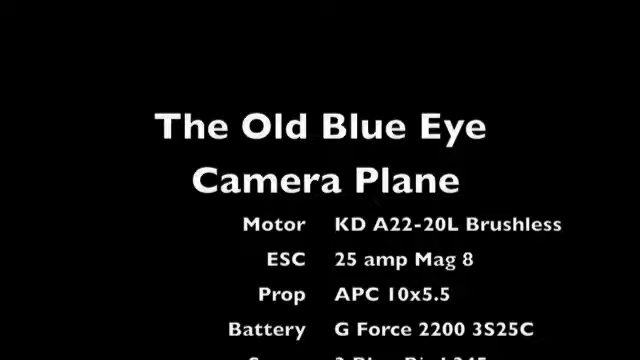 The Old Blue Eye
Camera Plane
Motor KD A22-20L Brushless
ESC 25 amp Mag 8
Prop APC 10x5.5
Battery G Force 2200 3S25C